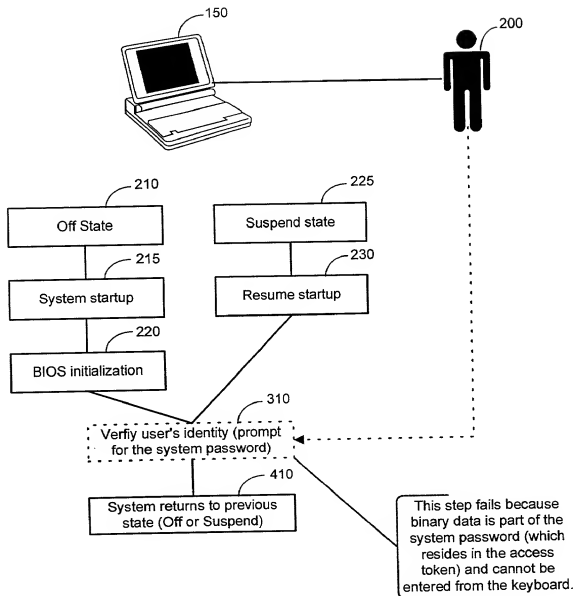 150
200
210
Off State
225
Suspend state
215
System startup
230
Resume startup
220
BIOS initialization
310
Verfiy user's identity (prompt
for the system password)
410
System returns to previous
state (Off or Suspend)
This step fails because
binary data is part of the
system password (which
resides in the access
token) and cannot be
entered from the keyboard.